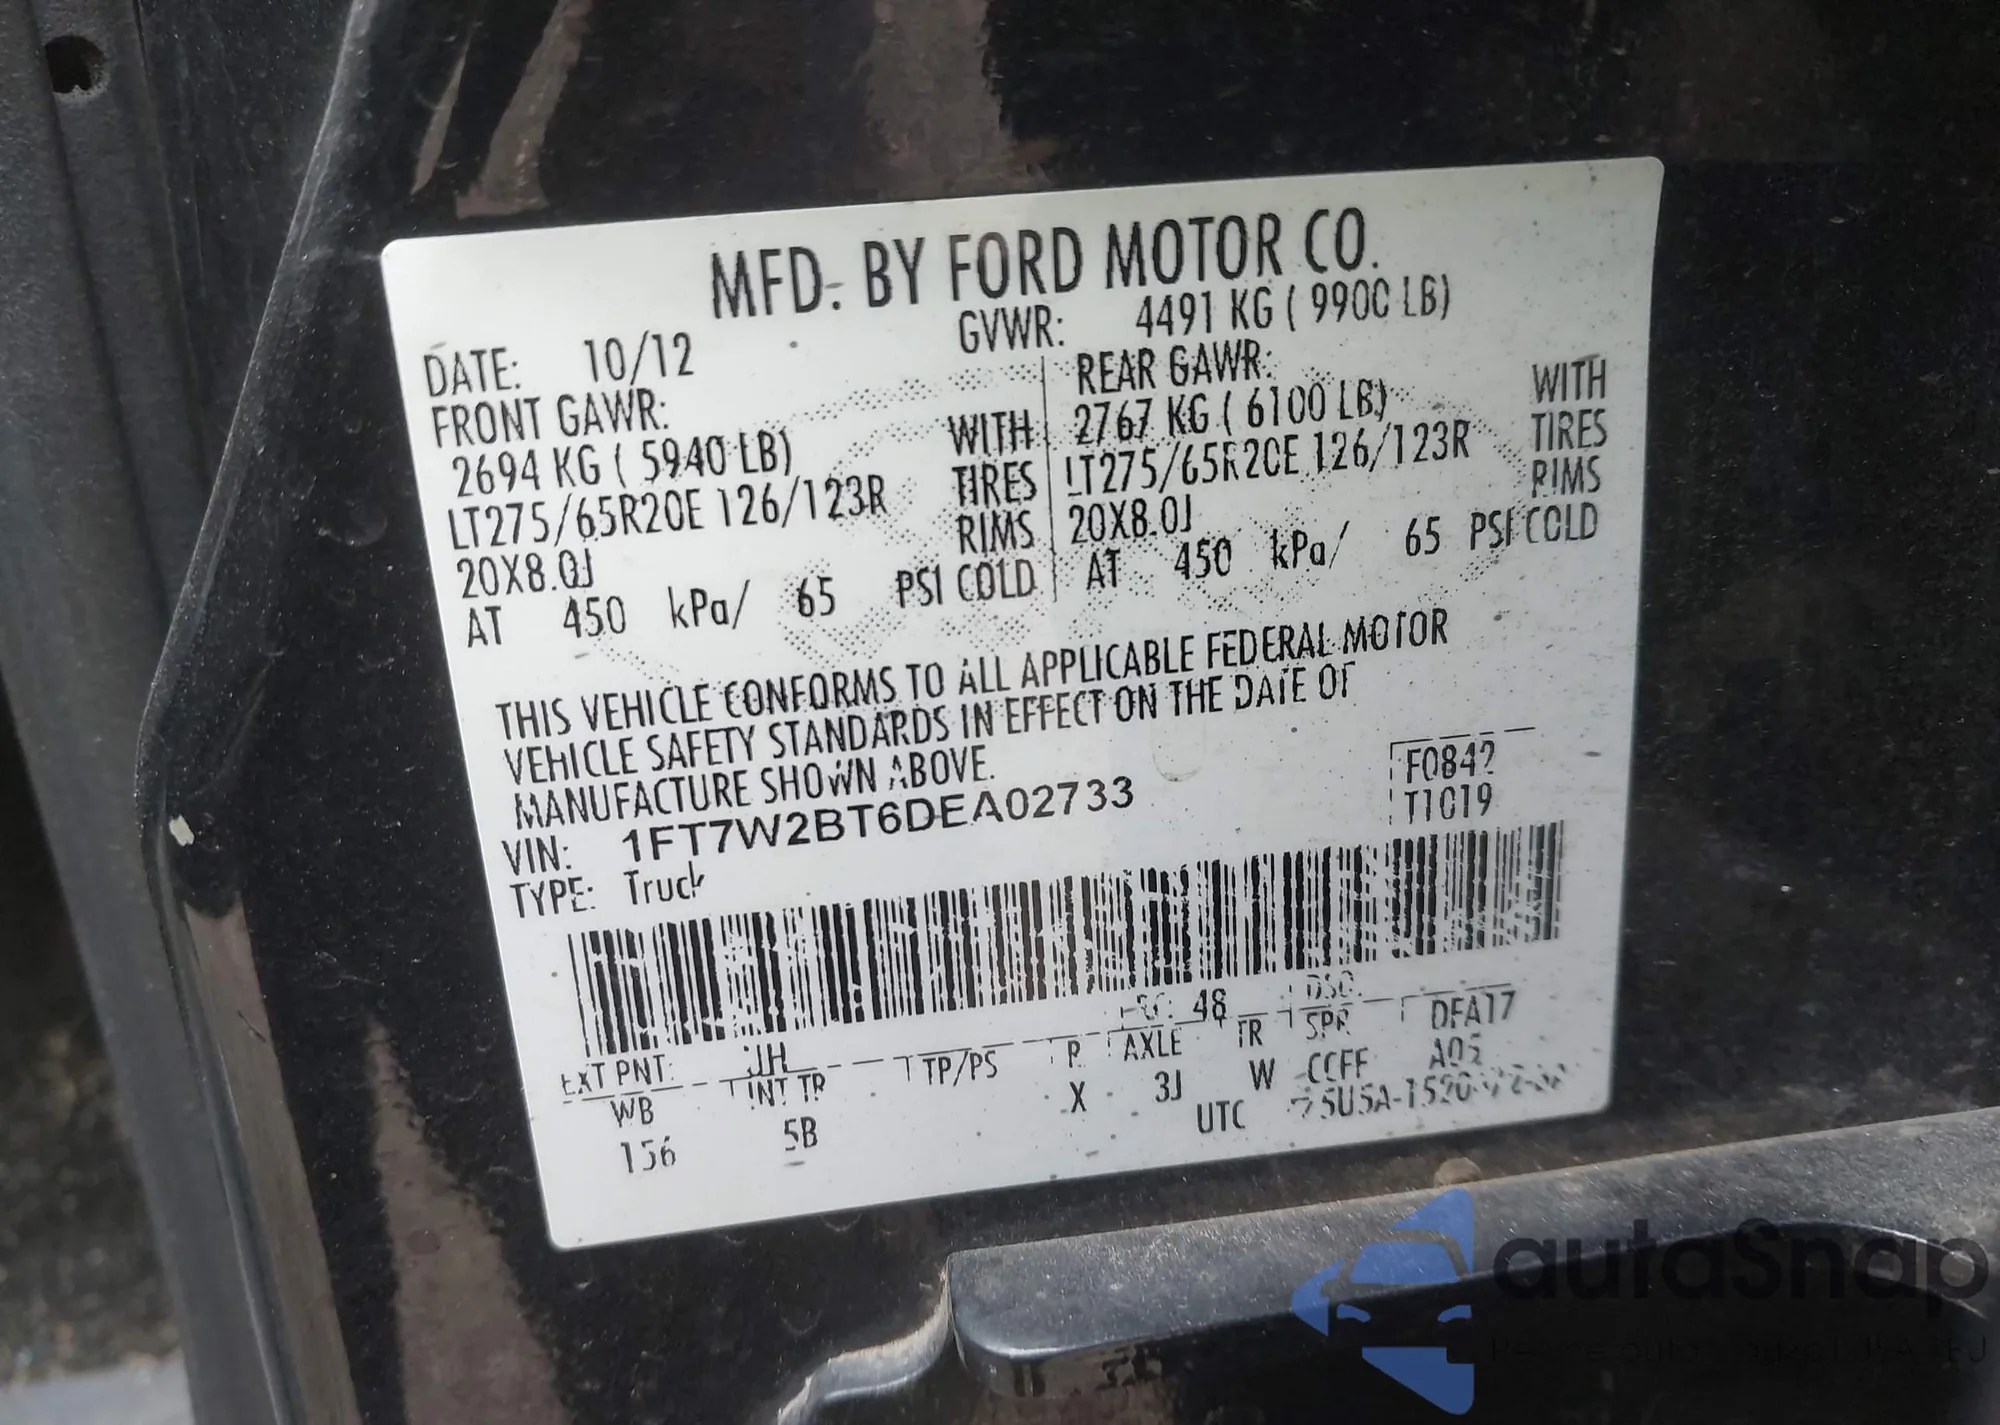 MFD. BY FORD MOTOR CO.
DATE: 10/12
GVWR: 4491 KG ( 9900 LB)
FRONT GAWR:
2694 KG ( 5940 LB)
WITH
LT275/65R20E 126/123R
TIRES
20X8.0J
RIMS
AT 450 kPa/ 65 PSI COLD
REAR GAWR:
2767 KG ( 6100 LB)
WITH
LT275/65R20E 126/123R
TIRES
20X8.0J
RIMS
AT 450 kPa/ 65 PSI COLD
THIS VEHICLE CONFORMS TO ALL APPLICABLE FEDERAL MOTOR
VEHICLE SAFETY STANDARDS IN EFFECT ON THE DATE OF
MANUFACTURE SHOWN ABOVE.
VIN: 1FT7W2BT6DEA02733
TYPE: Truck
F0842
T1019
48 DSO:
EXT PNT: JH
WB INT TR TP/PS R AXLE TR SPR
156 5B X 3J W CCFF
UTC
autaSnap